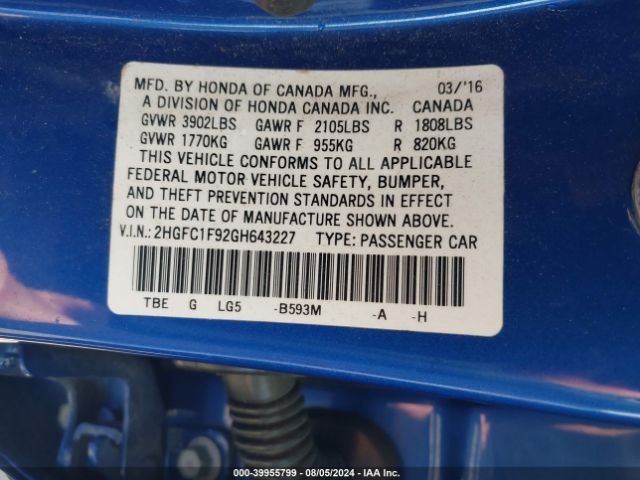 MFD. BY HONDA OF CANADA MFG., 03/'16
A DIVISION OF HONDA CANADA INC. CANADA
GVWR 3902LBS GAWR F 2105LBS R 1808LBS
GVWR 1770KG GAWR F 955KG R 820KG
THIS VEHICLE CONFORMS TO ALL APPLICABLE
FEDERAL MOTOR VEHICLE SAFETY, BUMPER,
AND THEFT PREVENTION STANDARDS IN EFFECT
ON THE DATE OF MANUFACTURE SHOWN ABOVE.
V.I.N.: 2HGFC1F92GH643227 TYPE: PASSENGER CAR
TBE G LG5 -B593M -A -H
000-39955799 - 08/05/2024 - IAA Inc.